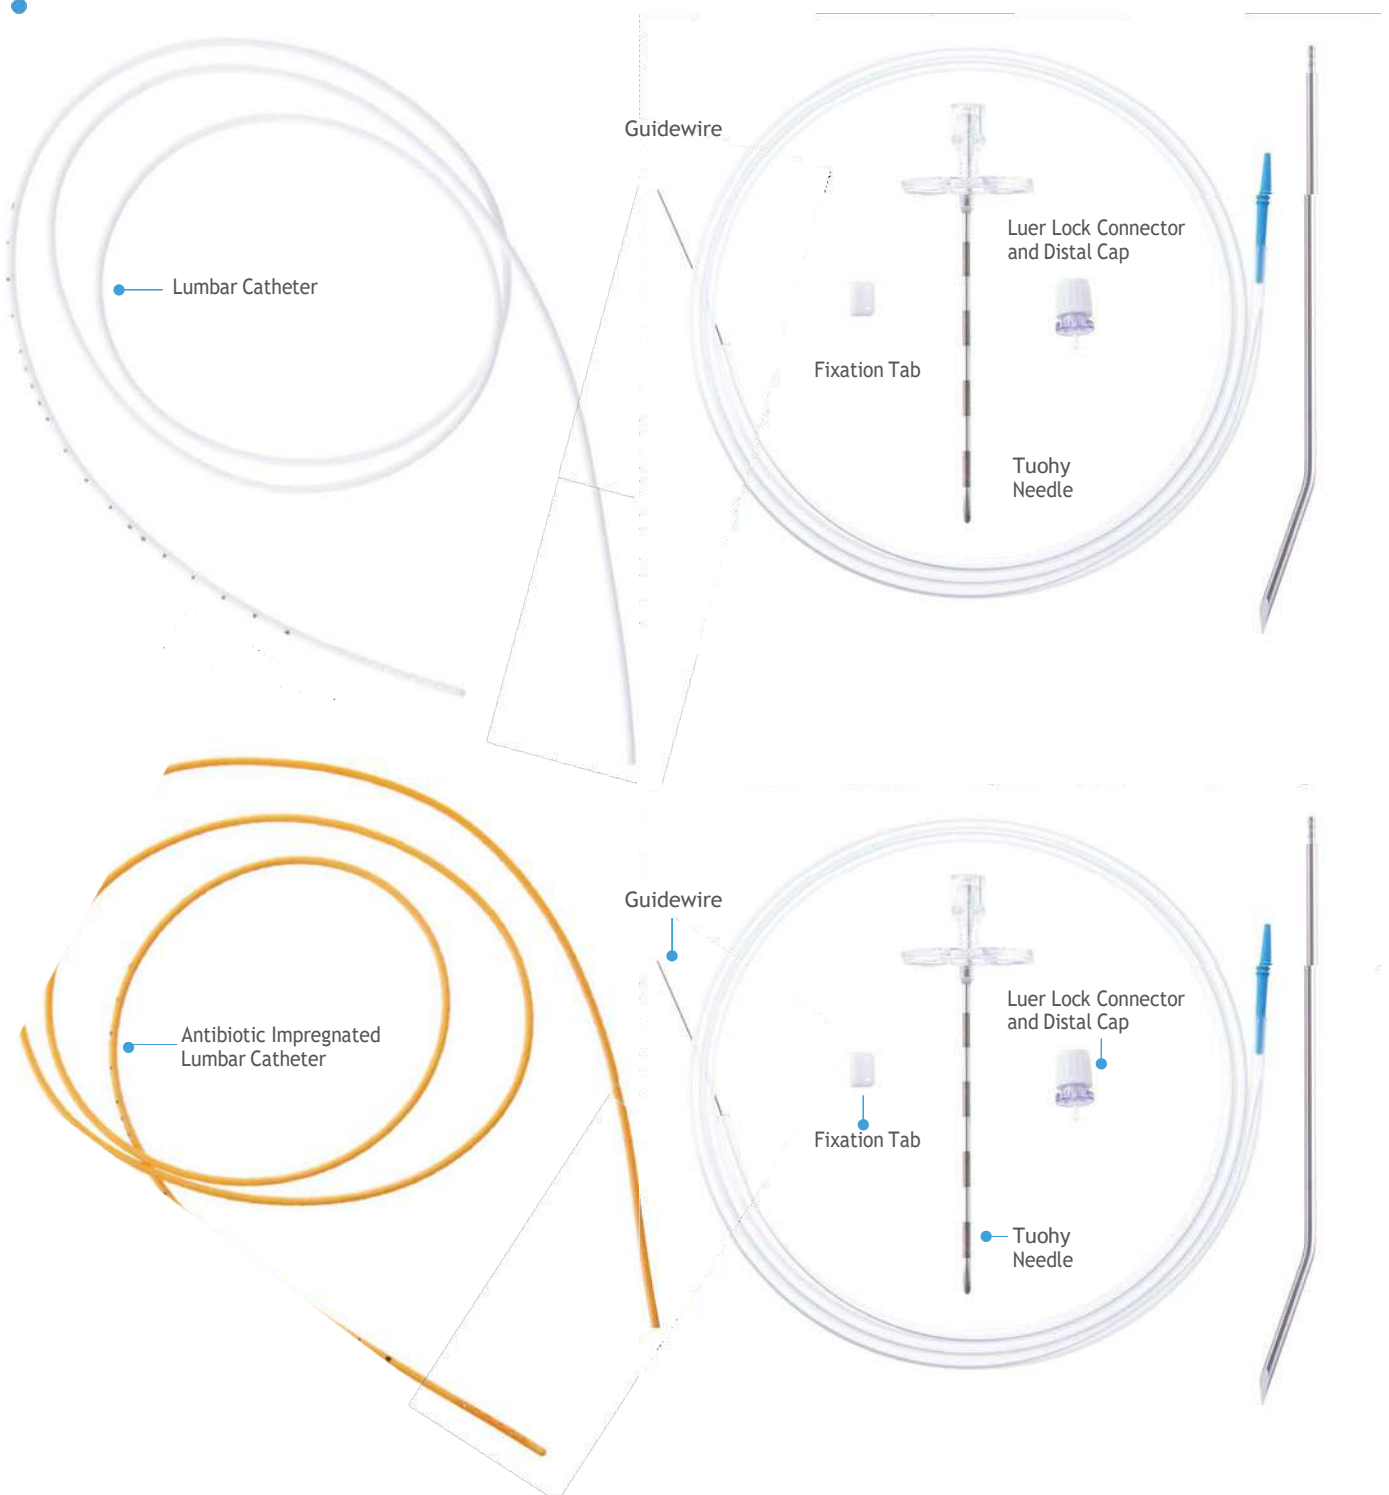 Guidewire
Luer Lock Connector
and Distal Cap
Lumbar Catheter
Fixation Tab
Tuohy
Needle
Guidewire
Luer Lock Connector
and Distal Cap
Antibiotic Impregnated
Lumbar Catheter
Fixation Tab
Tuohy
Needle